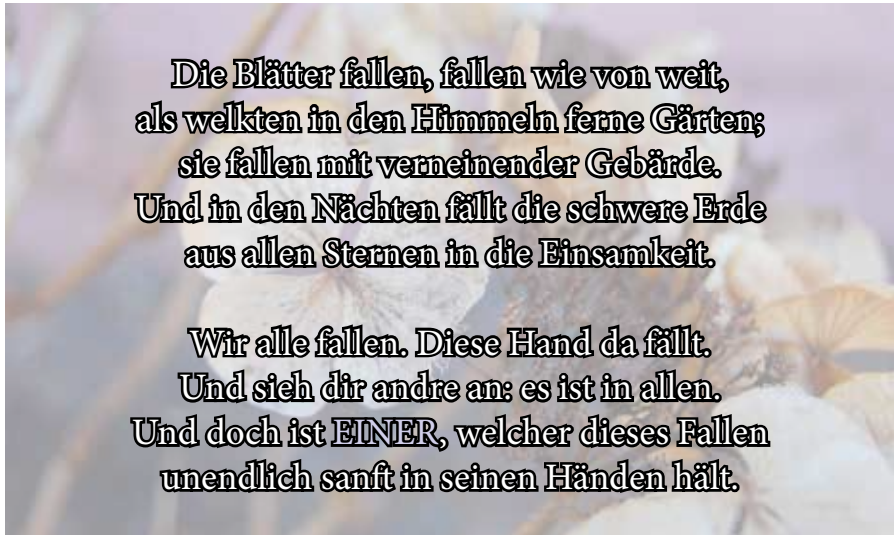 Die Blätter fallen, fallen wie von weit,
als welkten in den Himmeln ferne Gärten;
sie fallen mit verneinender Gebärde.
Und in den Nächten fällt die schwere Erde
aus allen Sternen in die Einsamkeit.
Wir alle fallen. Diese Hand da fällt.
Und sieh dir andre an: es ist in allen.
Und doch ist EINER, welcher dieses Fallen
unendlich sanft in seinen Händen hält.